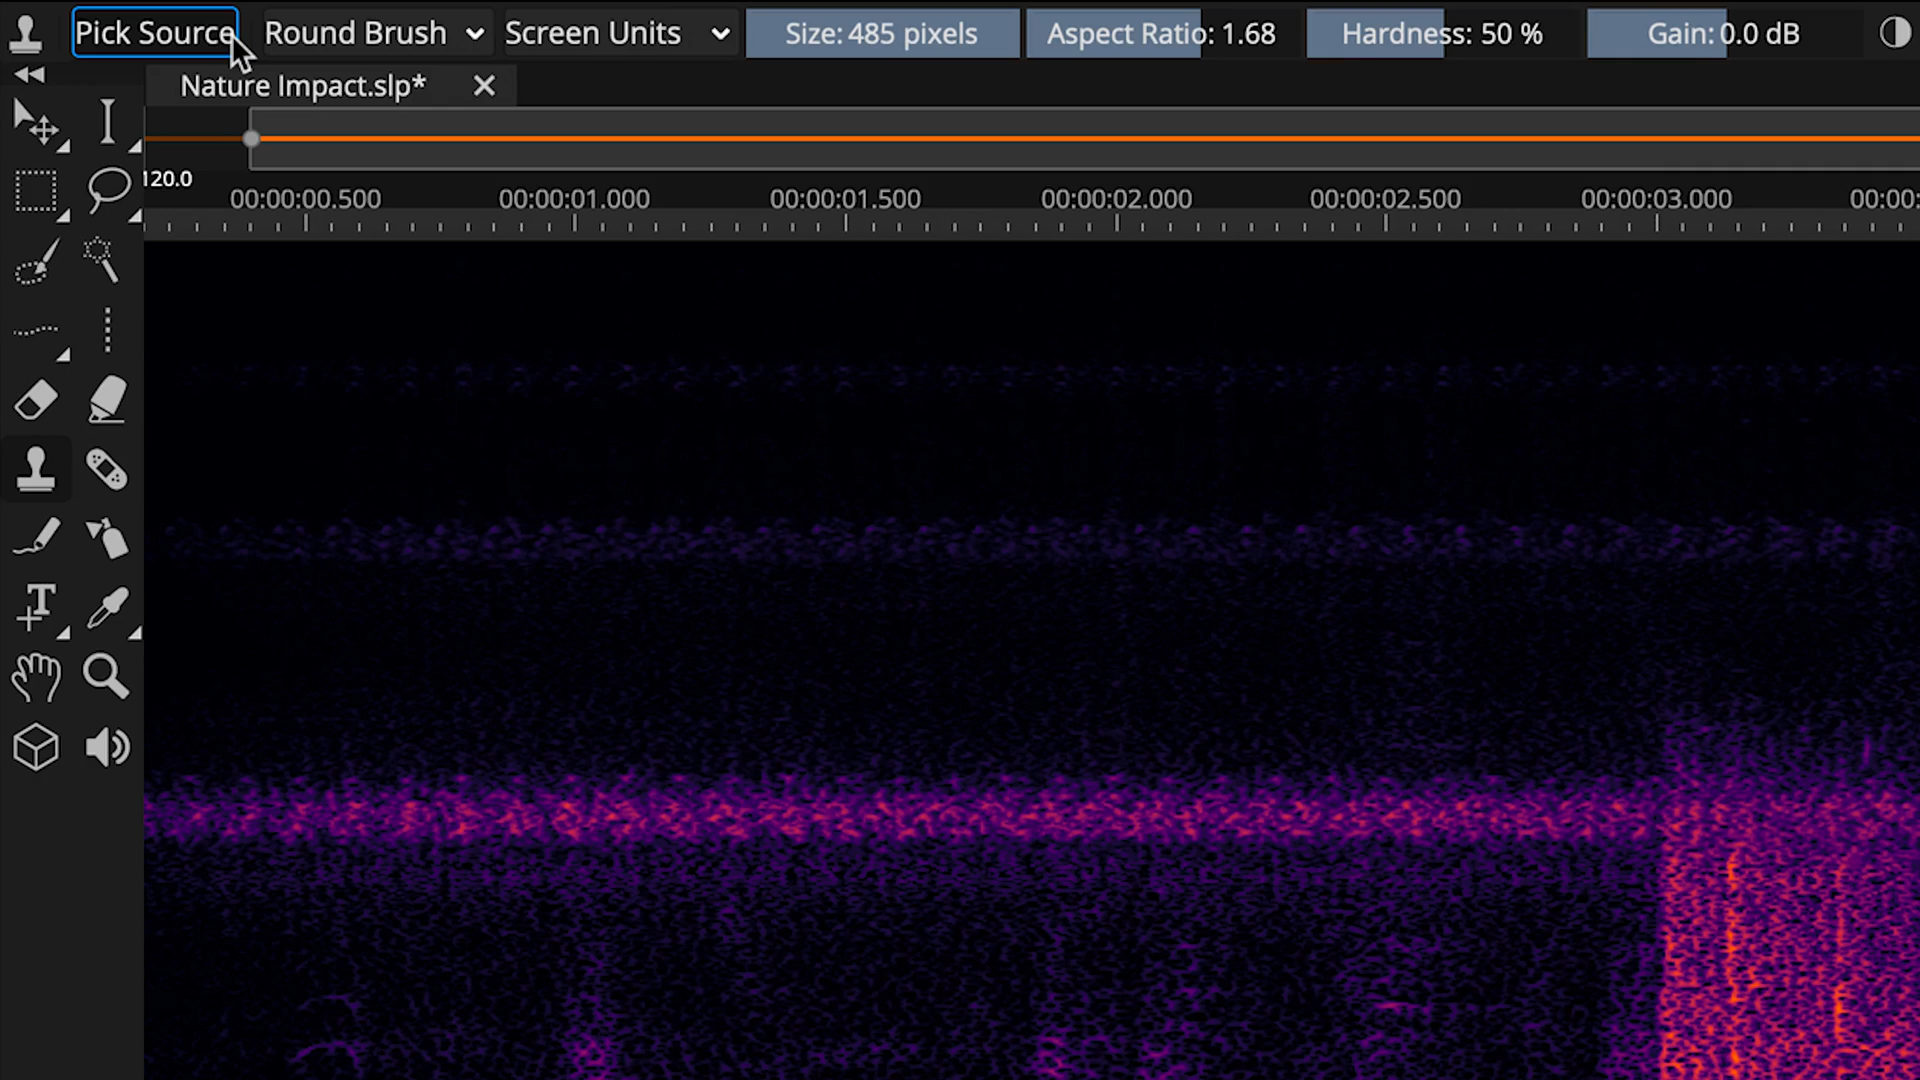 Pick Source Round Brush Screen Units Size: 485 pixels Aspect Ratio: 1.68 Hardness: 50 % Gain: 0.0 dB
Nature Impact.slp*
120.0
00:00:00.500 00:00:01.000 00:00:01.500 00:00:02.000 00:00:02.500 00:00:03.000 00:00: